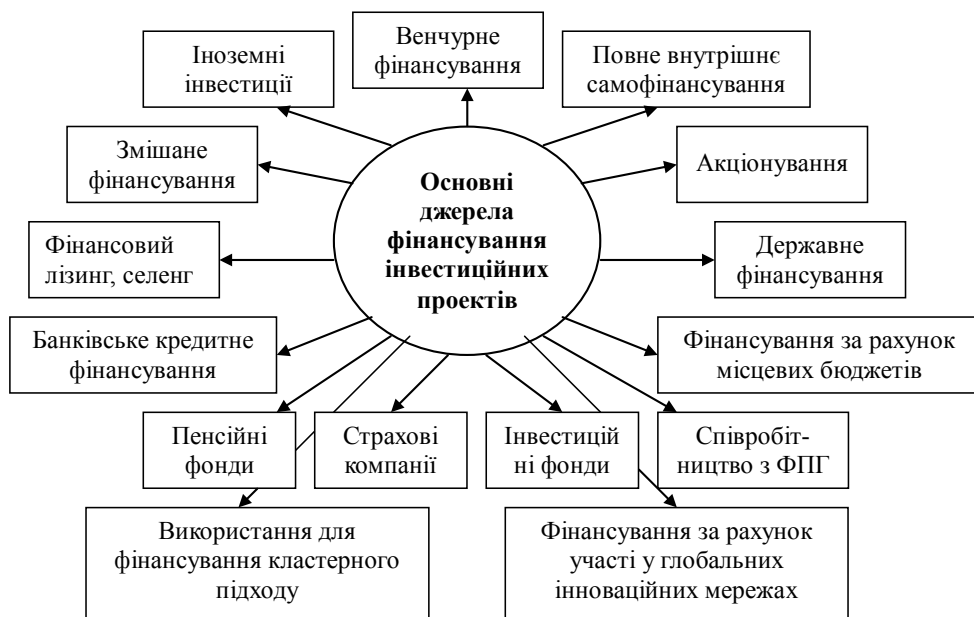 Іноземні
інвестиції
Венчурне
фінансування
Повне внутрішнє
самофінансування
Змішане
фінансування
Основні
джерела
фінансування
інвестиційних
проектів
Акціонування
Фінансовий
лізинг, селенг
Державне
фінансування
Банківське кредитне
фінансування
Фінансування за рахунок
місцевих бюджетів
Пенсійні
фонди
Страхові
компанії
Інвестицій
ні фонди
Співробіт-
ництво з ФПГ
Використання для
фінансування кластерного
підходу
Фінансування за рахунок
участі у глобальних
інноваційних мережах